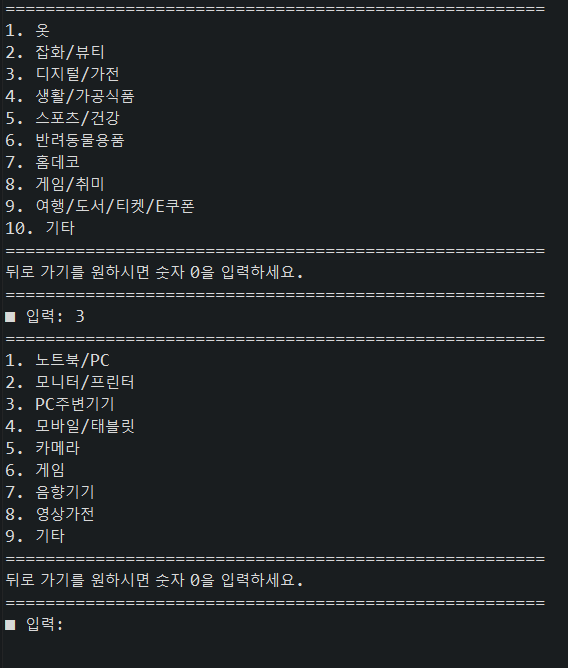 ======================================================
1. 옷
2. 잡화/뷰티
3. 디지털/가전
4. 생활/가공식품
5. 스포츠/건강
6. 반려동물용품
7. 홈데코
8. 게임/취미
9. 여행/도서/티켓/E쿠폰
10. 기타
======================================================
뒤로 가기를 원하시면 숫자 0을 입력하세요.
======================================================
■ 입력: 3
======================================================
1. 노트북/PC
2. 모니터/프린터
3. PC주변기기
4. 모바일/태블릿
5. 카메라
6. 게임
7. 음향기기
8. 영상가전
9. 기타
======================================================
뒤로 가기를 원하시면 숫자 0을 입력하세요.
======================================================
■ 입력: